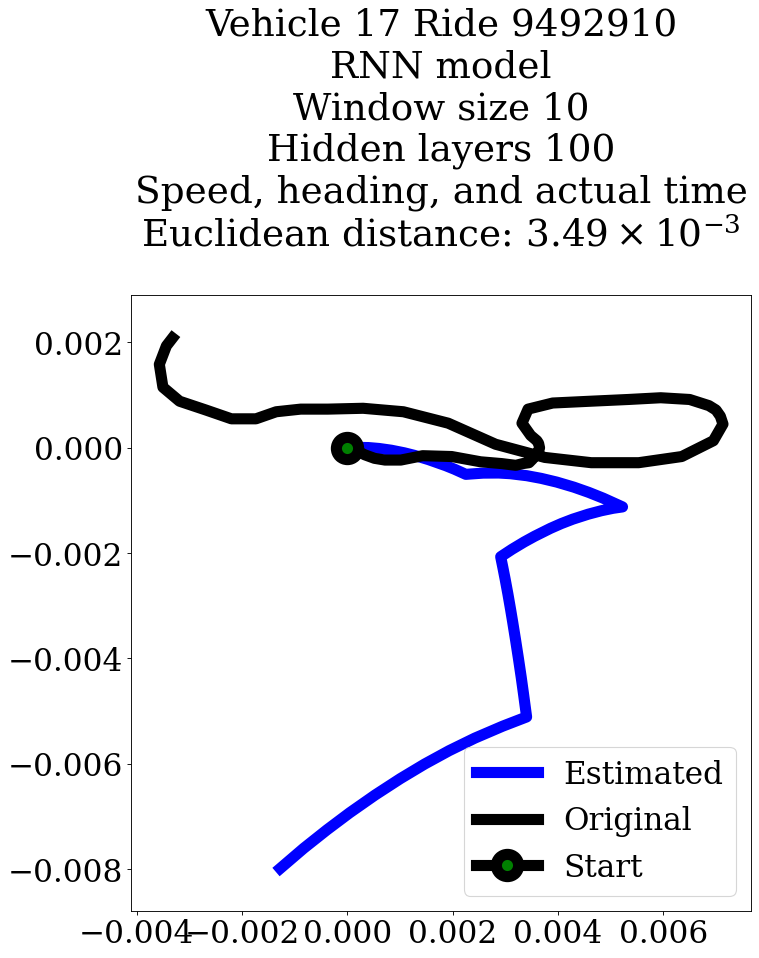 Vehicle 17 Ride 9492910
RNN model
Window size 10
Hidden layers 100
Speed, heading, and actual time
Euclidean distance: 3.49 × 10⁻³
0.002
0.000
−0.002
−0.004
−0.006
−0.008
Estimated
Original
Start
−0.004 −0.002 0.000 0.002 0.004 0.006